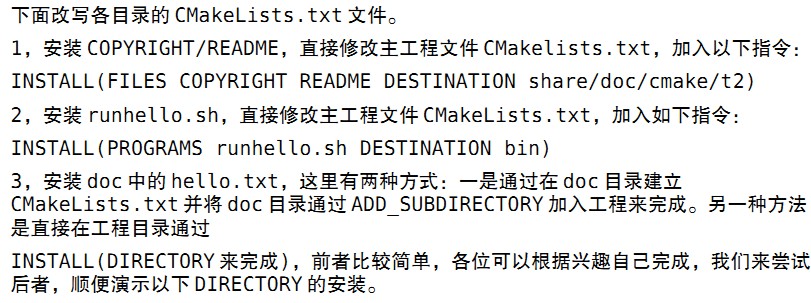 下面改写各目录的 CMakeLists.txt 文件。
1，安装 COPYRIGHT/README，直接修改主工程文件 CMakelists.txt，加入以下指令：
INSTALL(FILES COPYRIGHT README DESTINATION share/doc/cmake/t2)
2，安装 runhello.sh，直接修改主工程文件 CMakeLists.txt，加入如下指令：
INSTALL(PROGRAMS runhello.sh DESTINATION bin)
3，安装 doc 中的 hello.txt，这里有两种方式：一是通过在 doc 目录建立
CMakeLists.txt 并将 doc 目录通过 ADD_SUBDIRECTORY 加入工程来完成。另一种方法
是直接在工程目录通过
INSTALL(DIRECTORY 来完成)，前者比较简单，各位可以根据兴趣自己完成，我们来尝试
后者，顺便演示以下 DIRECTORY 的安装。